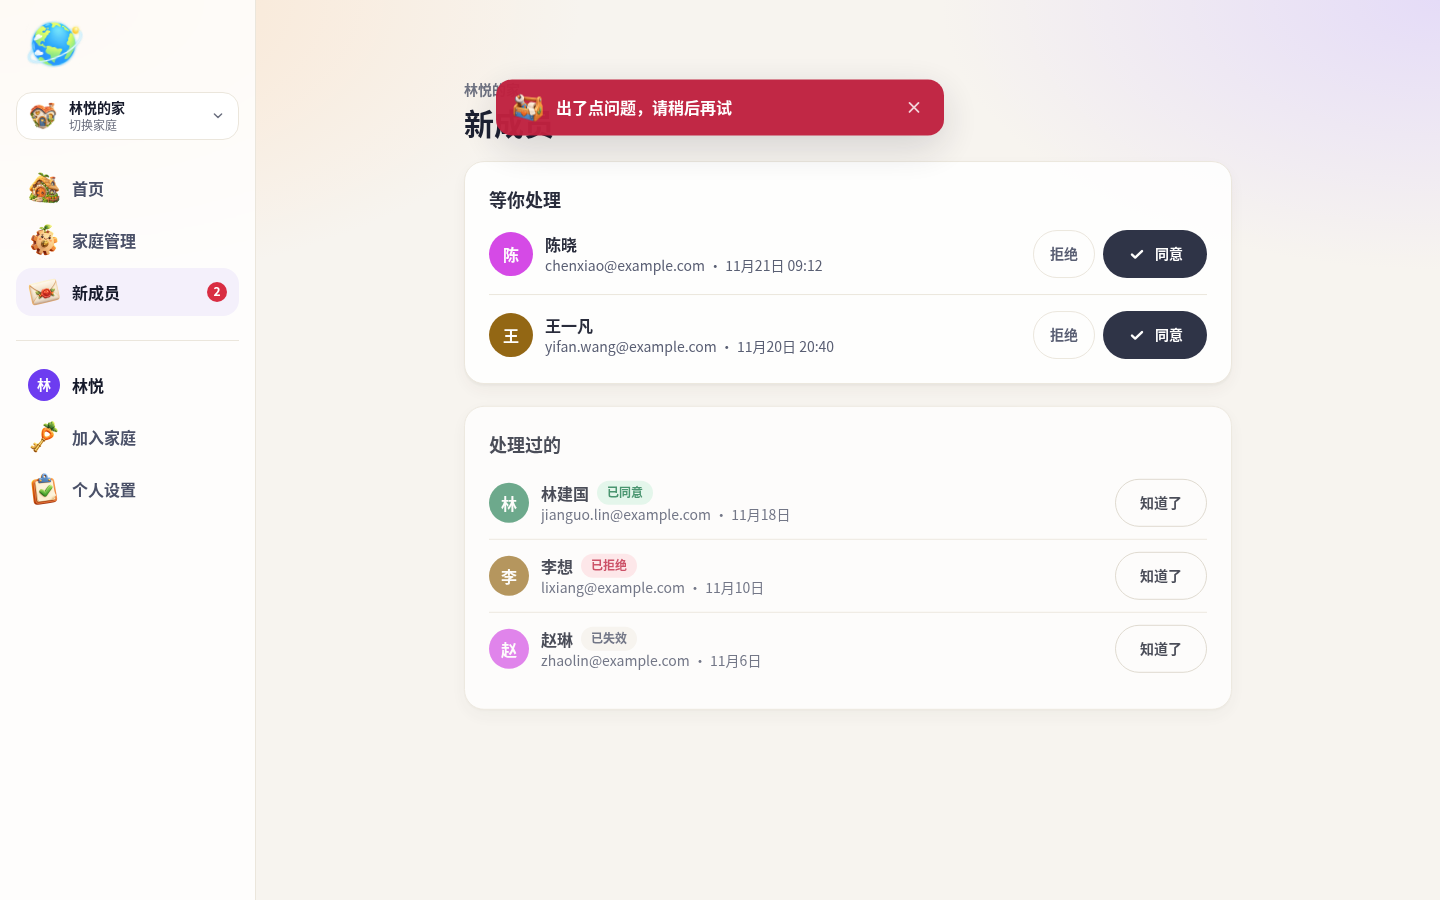 林悦的家
切换家庭
首页
家庭管理
新成员
2
林
林悦
加入家庭
个人设置
林悦的
新成员
出了点问题，请稍后再试
等你处理
陈
陈晓
chenxiao@example.com • 11月21日 09:12
拒绝
同意
王
王一凡
yifan.wang@example.com • 11月20日 20:40
拒绝
同意
处理过的
林
林建国
已同意
jianguo.lin@example.com • 11月18日
知道了
李
李想
已拒绝
lixiang@example.com • 11月10日
知道了
赵
赵琳
已失效
zhaolin@example.com • 11月6日
知道了